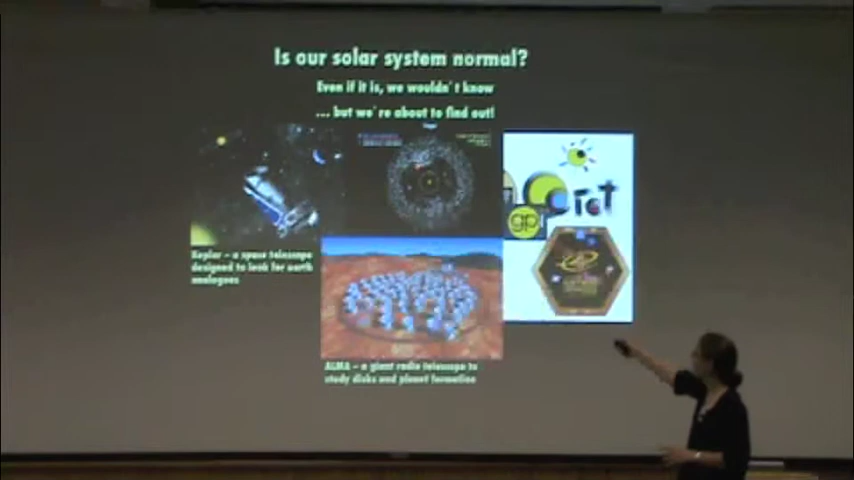 Is our solar system normal?
Even if it is, we wouldn't know
... but we're about to find out!
Kepler – a space telescope
designed to look for earth
analogues
gpi
ALMA – a giant radio telescope to
study disks and planet formation